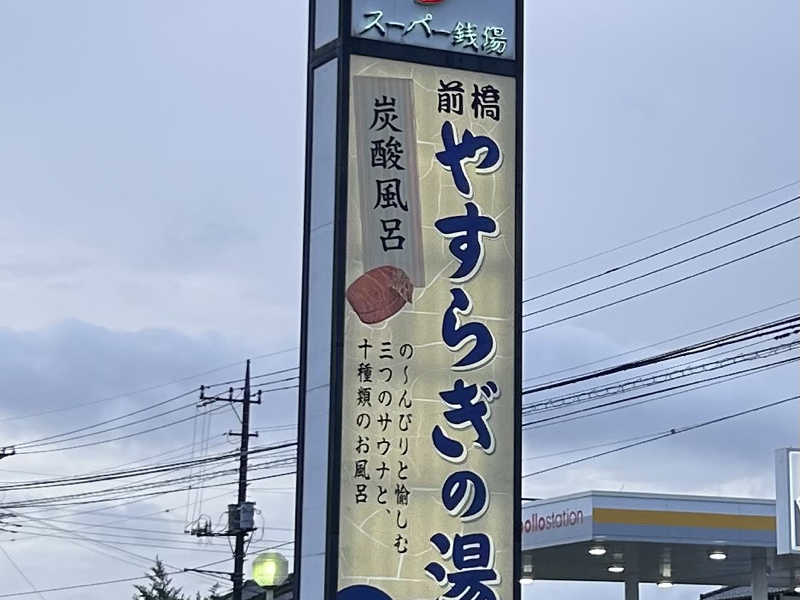 スーパー銭湯
前橋
やすらぎの湯
炭酸風呂
の〜んびりと愉しむ
三つのサウナと、
十種類のお風呂
apollostation